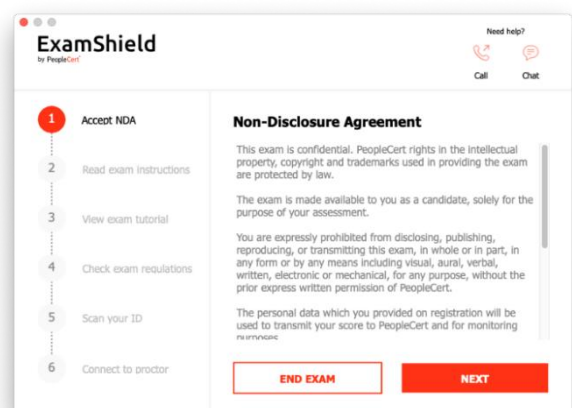 ExamShield
by PeopleCert
Need help?
Call
Chat
1
Accept NDA
2
Read exam instructions
3
View exam tutorial
4
Check exam regulations
5
Scan your ID
6
Connect to proctor
Non-Disclosure Agreement
This exam is confidential. PeopleCert rights in the intellectual
property, copyright and trademarks used in providing the exam
are protected by law.
The exam is made available to you as a candidate, solely for the
purpose of your assessment.
You are expressly prohibited from disclosing, publishing,
reproducing, or transmitting this exam, in whole or in part, in
any form or by any means including visual, aural, verbal,
written, electronic or mechanical, for any purpose, without the
prior express written permission of PeopleCert.
The personal data which you provided on registration will be
used to transmit your score to PeopleCert and for monitoring
purposes
END EXAM
NEXT